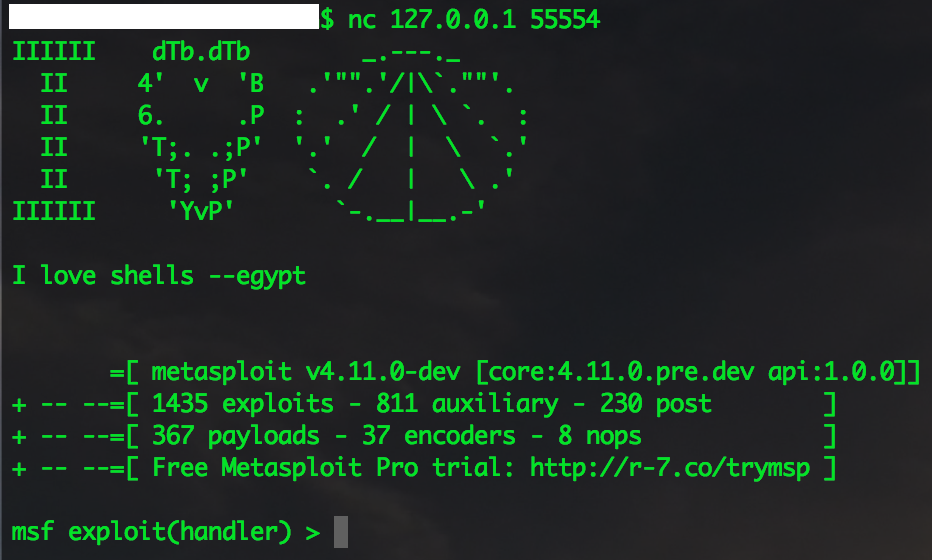 $ nc 127.0.0.1 55554
IIIIII    dTb.dTb        _.---._
  II     4'  v  'B   .'"".'/|\`.""'.
  II     6.     .P  :  .' / | \ `.  :
  II     'T;. .;P'  '.'  /  |  \  `.'
  II      'T; ;P'    `. /   |   \ .'
IIIIII     'YvP'       `-.__|__.-'
I love shells --egypt
       =[ metasploit v4.11.0-dev [core:4.11.0.pre.dev api:1.0.0]]
+ -- --=[ 1435 exploits - 811 auxiliary - 230 post        ]
+ -- --=[ 367 payloads - 37 encoders - 8 nops             ]
+ -- --=[ Free Metasploit Pro trial: http://r-7.co/trymsp ]
msf exploit(handler) >